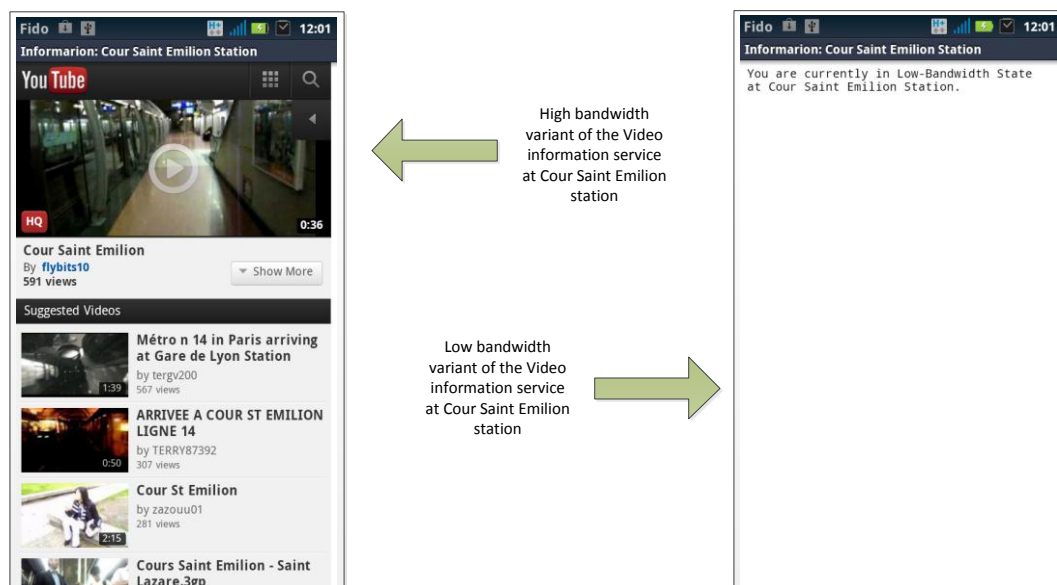 Fido 12:01
Informarion: Cour Saint Emilion Station
You Tube
HQ
0:36
Cour Saint Emilion
By flybits10
591 views
Show More
Suggested Videos
1:39
Métro n 14 in Paris arriving
at Gare de Lyon Station
by tergv200
567 views
0:50
ARRIVEE A COUR ST EMILION
LIGNE 14
by TERRY87392
307 views
2:15
Cour St Emilion
by zazouu01
281 views
Cours Saint Emilion - Saint
Lazare.3gp
High bandwidth
variant of the Video
information service
at Cour Saint Emilion
station
Low bandwidth
variant of the Video
information service
at Cour Saint Emilion
station
Fido 12:01
Informarion: Cour Saint Emilion Station
You are currently in Low-Bandwidth State
at Cour Saint Emilion Station.